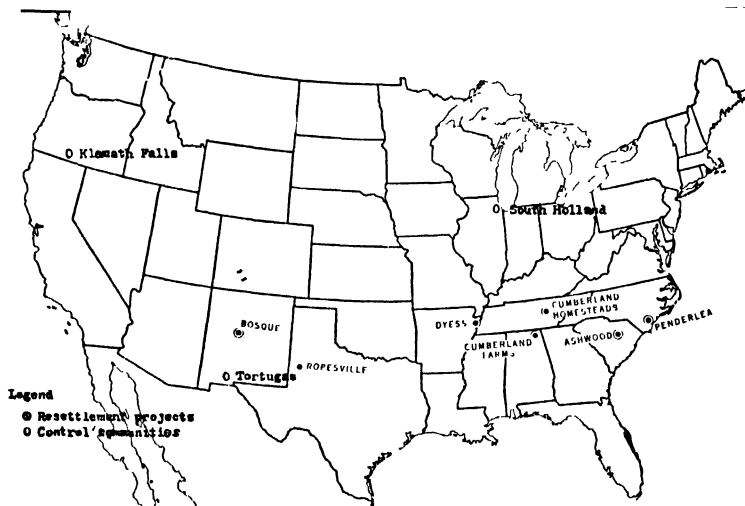 Klamath Falls
South Holland
CUMBERLAND
HOMESTEADS
BOSQUE
DYESS
PENDERLEA
CUMBERLAND
FARMS
ASHWOOD
Tortugas
ROPESVILLE
Legend
Resettlement projects
Control communities